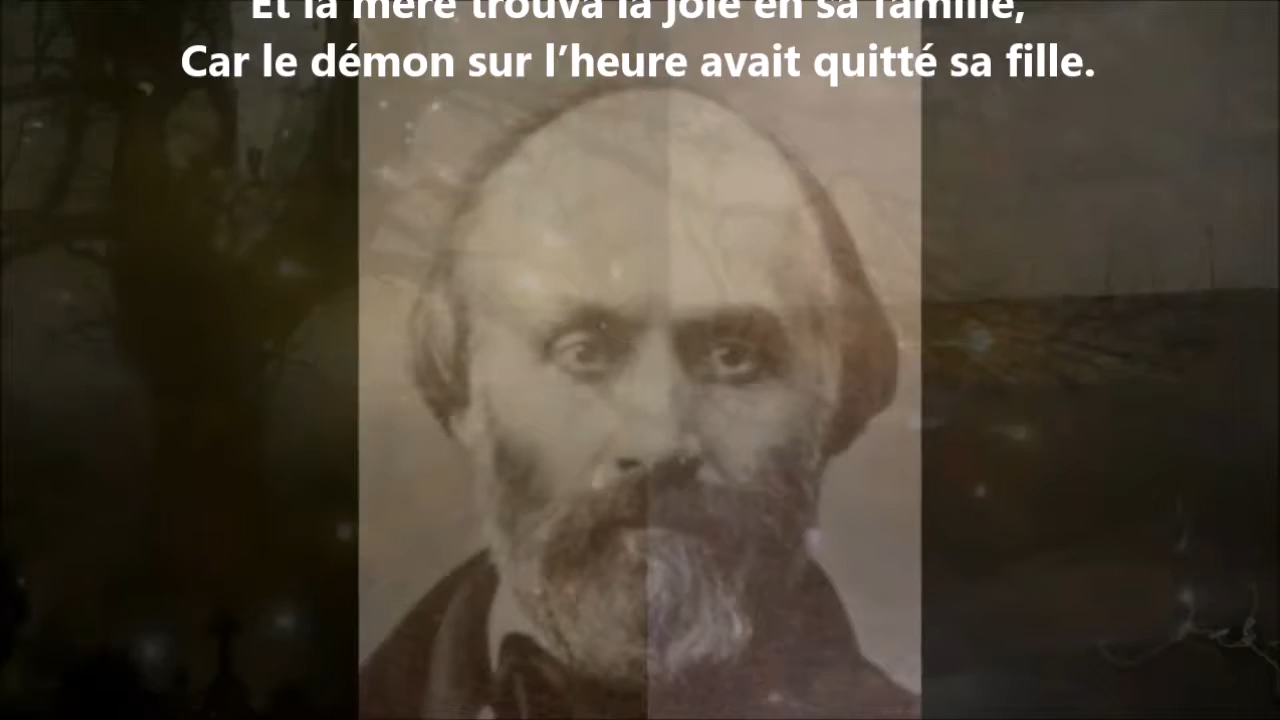 Et la mère trouva la joie en sa famille,
Car le démon sur l’heure avait quitté sa fille.